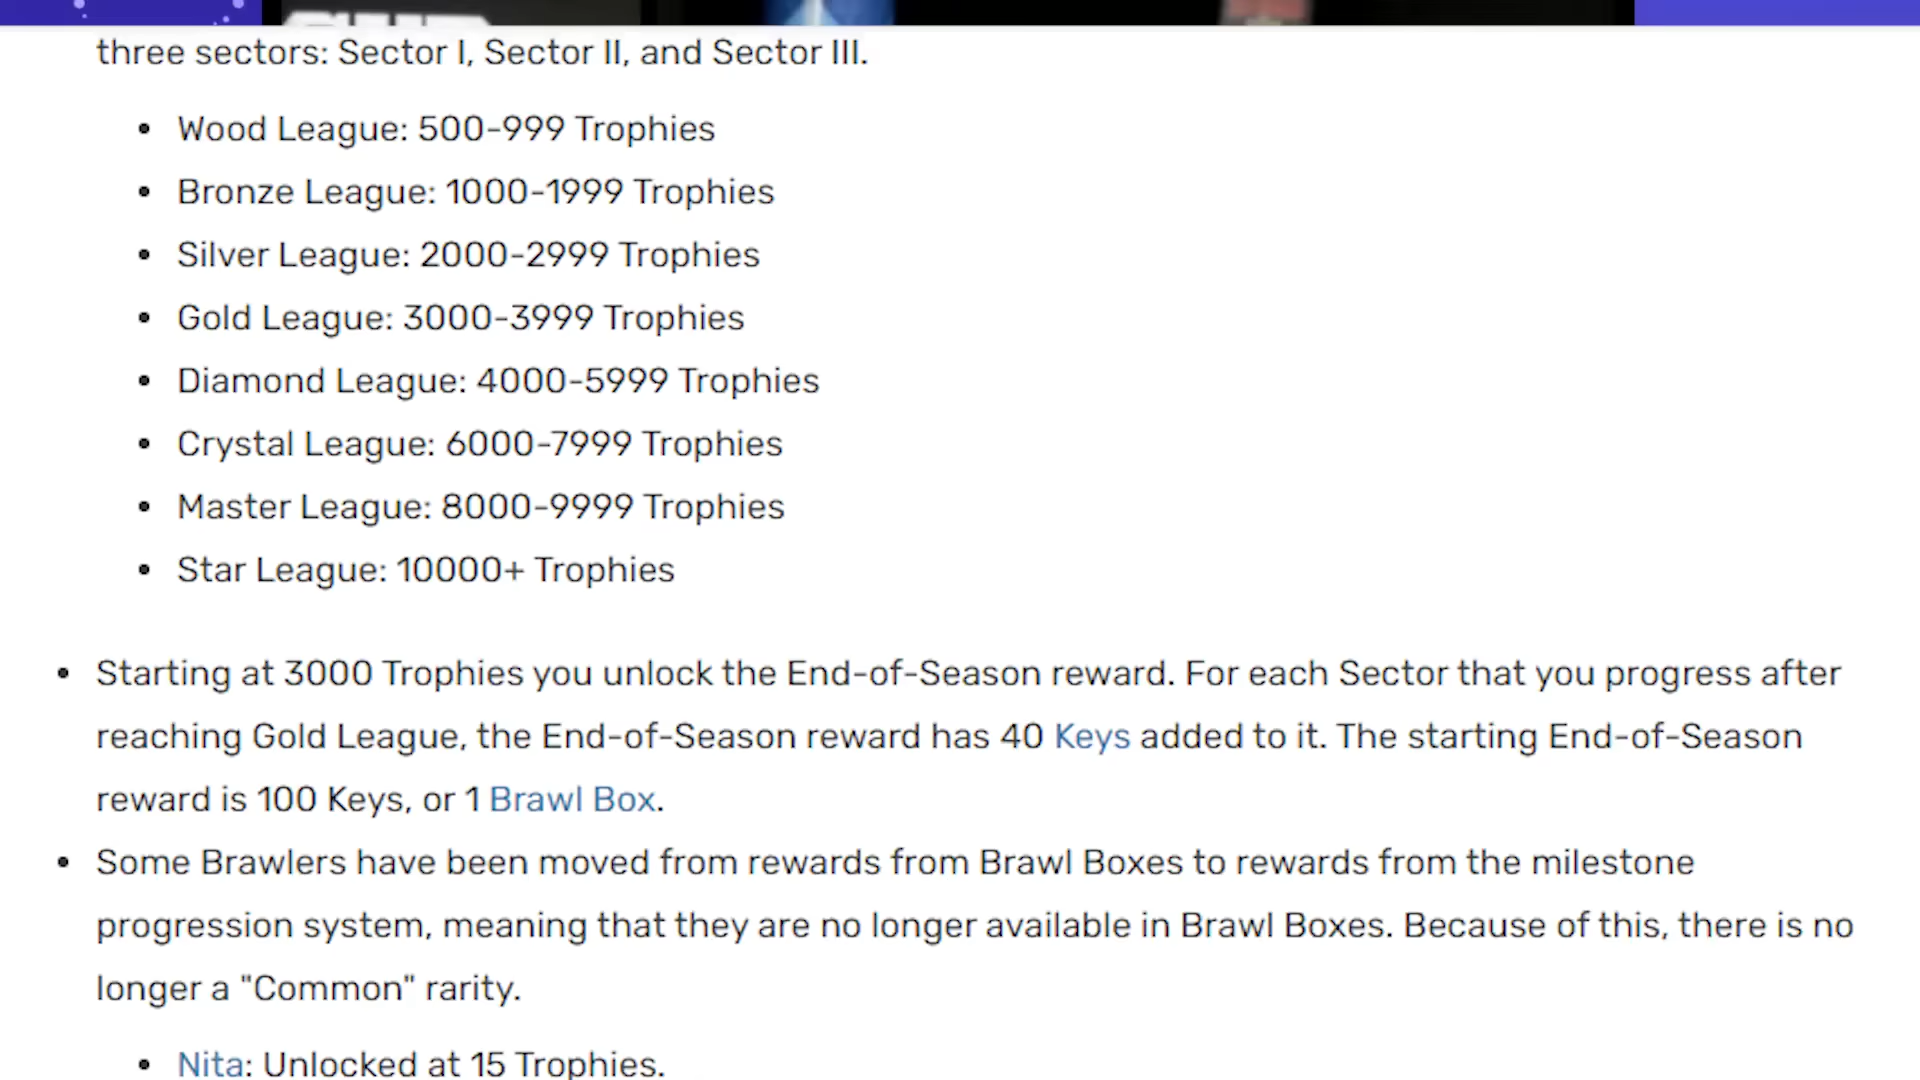 three sectors: Sector I, Sector II, and Sector III.
• Wood League: 500-999 Trophies
• Bronze League: 1000-1999 Trophies
• Silver League: 2000-2999 Trophies
• Gold League: 3000-3999 Trophies
• Diamond League: 4000-5999 Trophies
• Crystal League: 6000-7999 Trophies
• Master League: 8000-9999 Trophies
• Star League: 10000+ Trophies
• Starting at 3000 Trophies you unlock the End-of-Season reward. For each Sector that you progress after
reaching Gold League, the End-of-Season reward has 40 Keys added to it. The starting End-of-Season
reward is 100 Keys, or 1 Brawl Box.
• Some Brawlers have been moved from rewards from Brawl Boxes to rewards from the milestone
progression system, meaning that they are no longer available in Brawl Boxes. Because of this, there is no
longer a "Common" rarity.
• Nita: Unlocked at 15 Trophies.